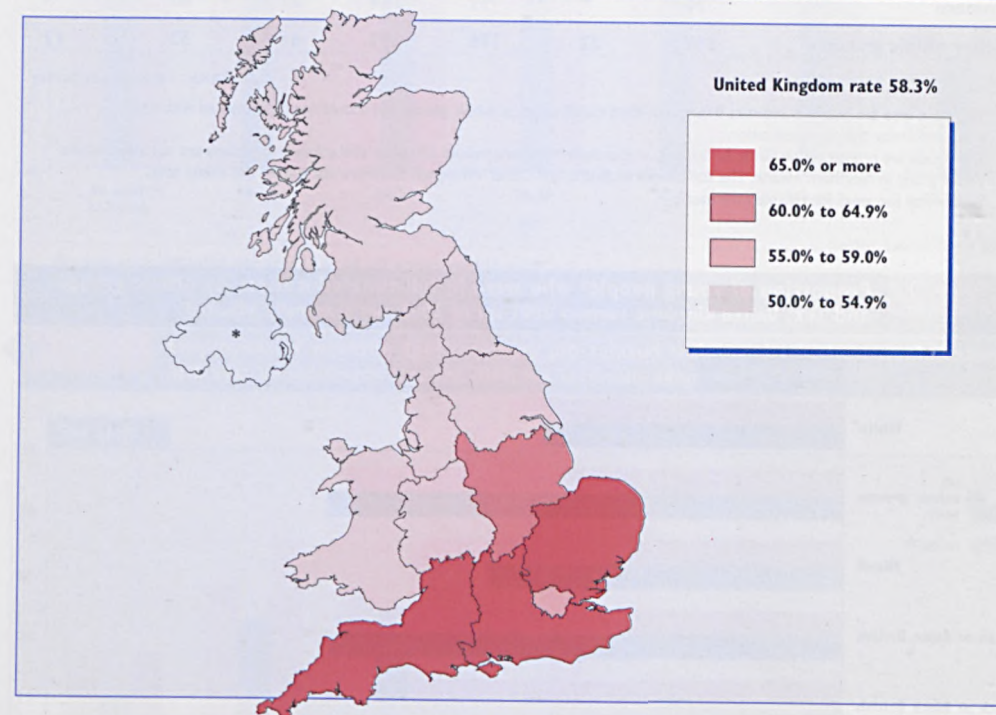 United Kingdom rate 58.3%
65.0% or more
60.0% to 64.9%
55.0% to 59.0%
50.0% to 54.9%
*